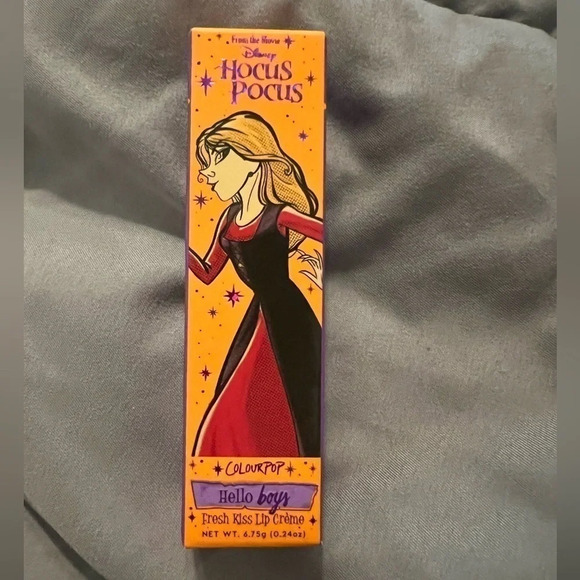 From the Movie
Disney
HOCUS
POCUS
COLOURPOP
Hello boys
Fresh Kiss Lip Crème
NET WT. 6.75g (0.24oz)